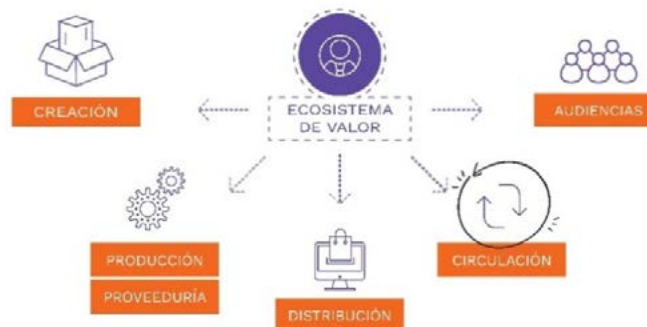 ECOSISTEMA
DE VALOR
CREACIÓN
AUDIENCIAS
PRODUCCIÓN
PROVEEDURÍA
DISTRIBUCIÓN
CIRCULACIÓN